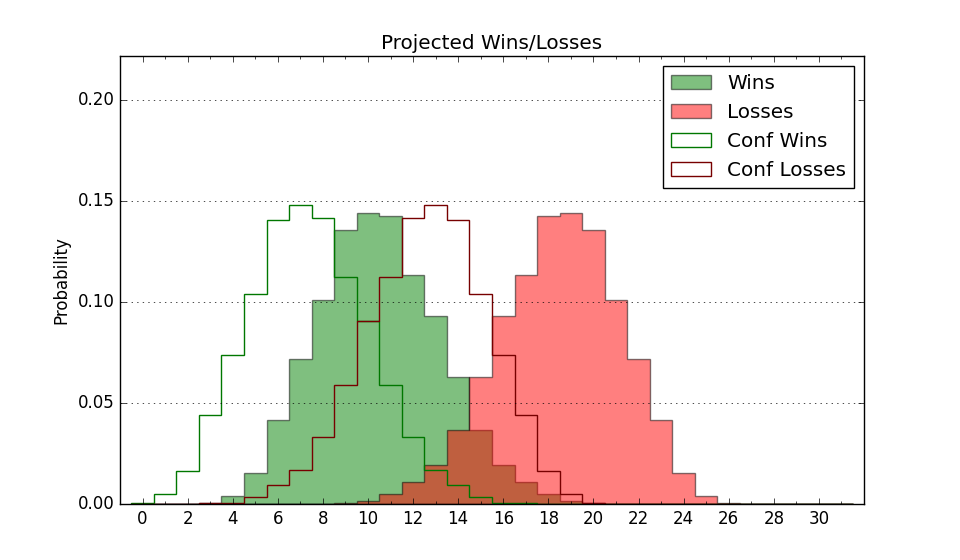 Projected Wins/Losses
Wins
Losses
Conf Wins
Conf Losses
Probability
0.20
0.15
0.10
0.05
0.00
0 2 4 6 8 10 12 14 16 18 20 22 24 26 28 30